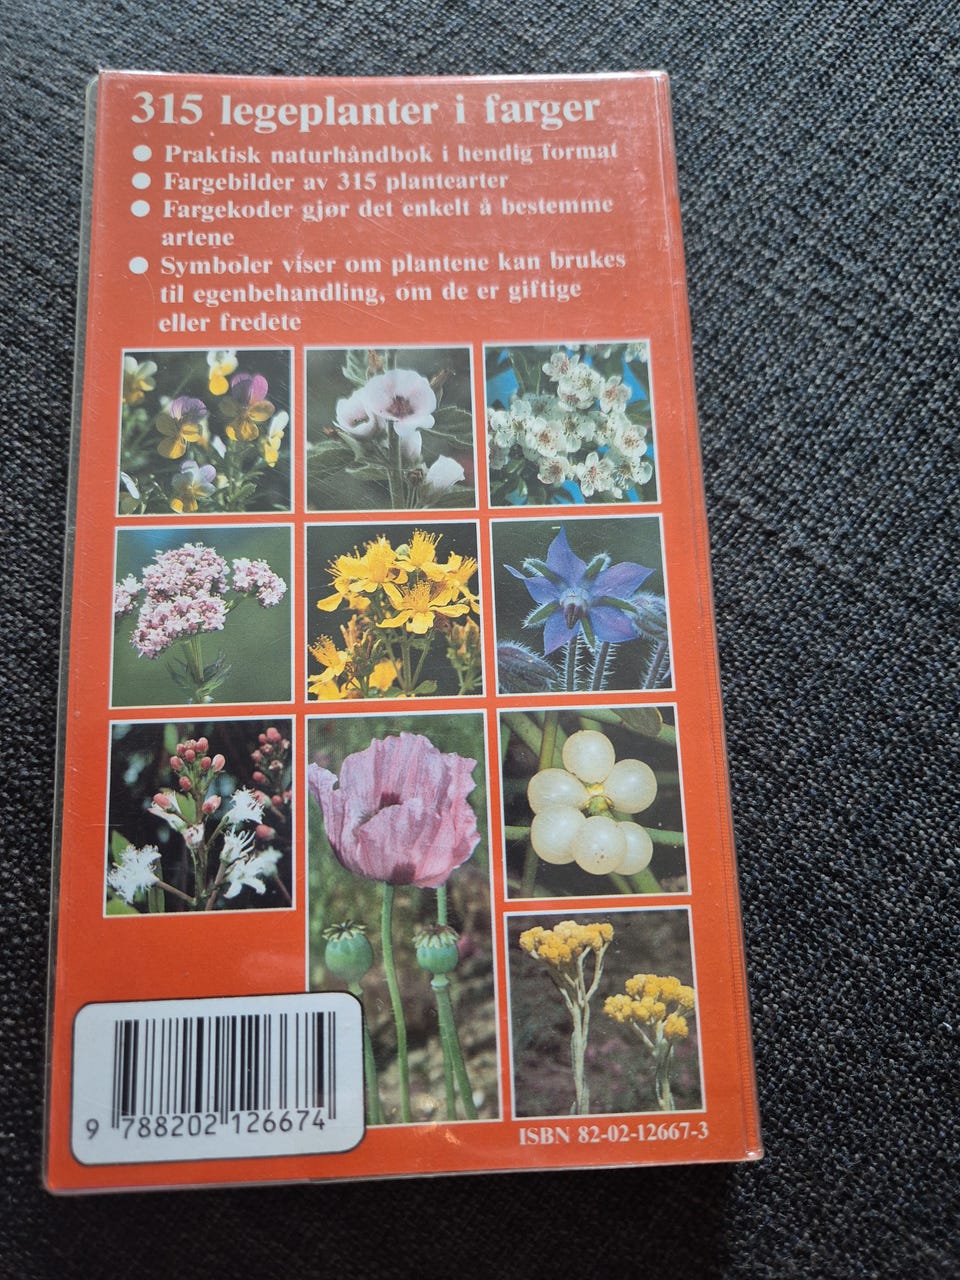 315 legeplanter i farger
● Praktisk naturhåndbok i hendig format
● Fargebilder av 315 plantearter
● Fargekoder gjør det enkelt å bestemme
artene
● Symboler viser om plantene kan brukes
til egenbehandling, om de er giftige
eller fredete
9 788202 126674
ISBN 82-02-12667-3